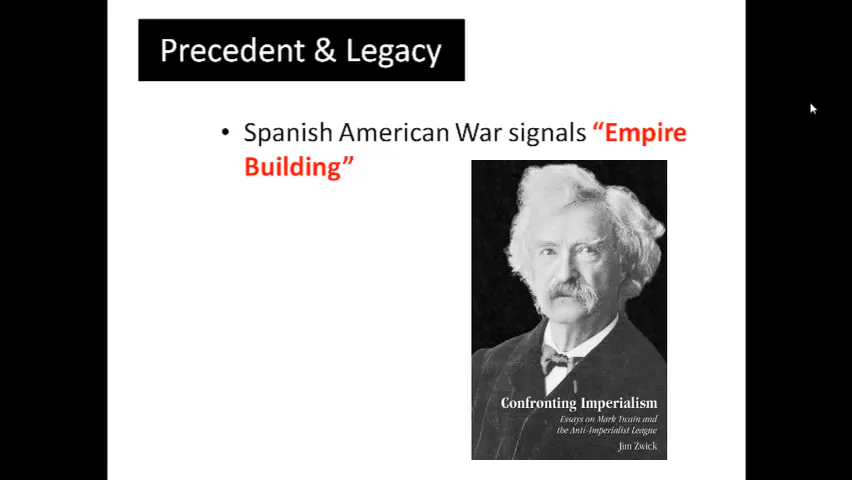 Precedent & Legacy
• Spanish American War signals “Empire
Building”
Confronting Imperialism
Essays on Mark Twain and
the Anti-Imperialist League
Jim Zwick